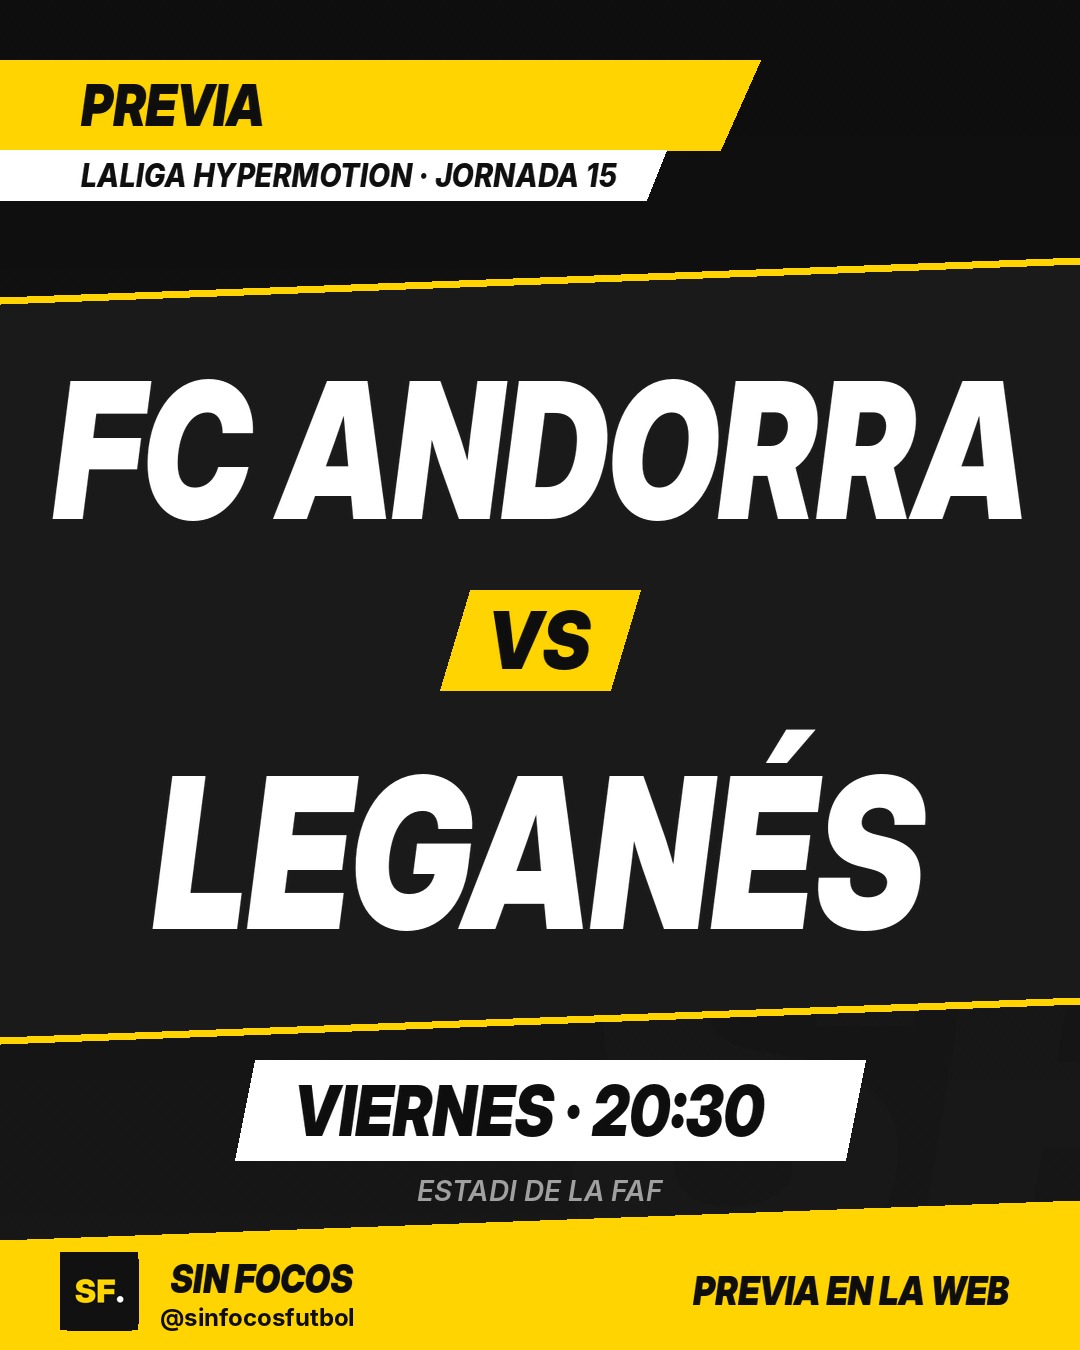 PREVIA
LALIGA HYPERMOTION · JORNADA 15
FC ANDORRA
VS
LEGANÉS
VIERNES · 20:30
ESTADI DE LA FAF
SF.
SIN FOCOS
@sinfocosfutbol
PREVIA EN LA WEB